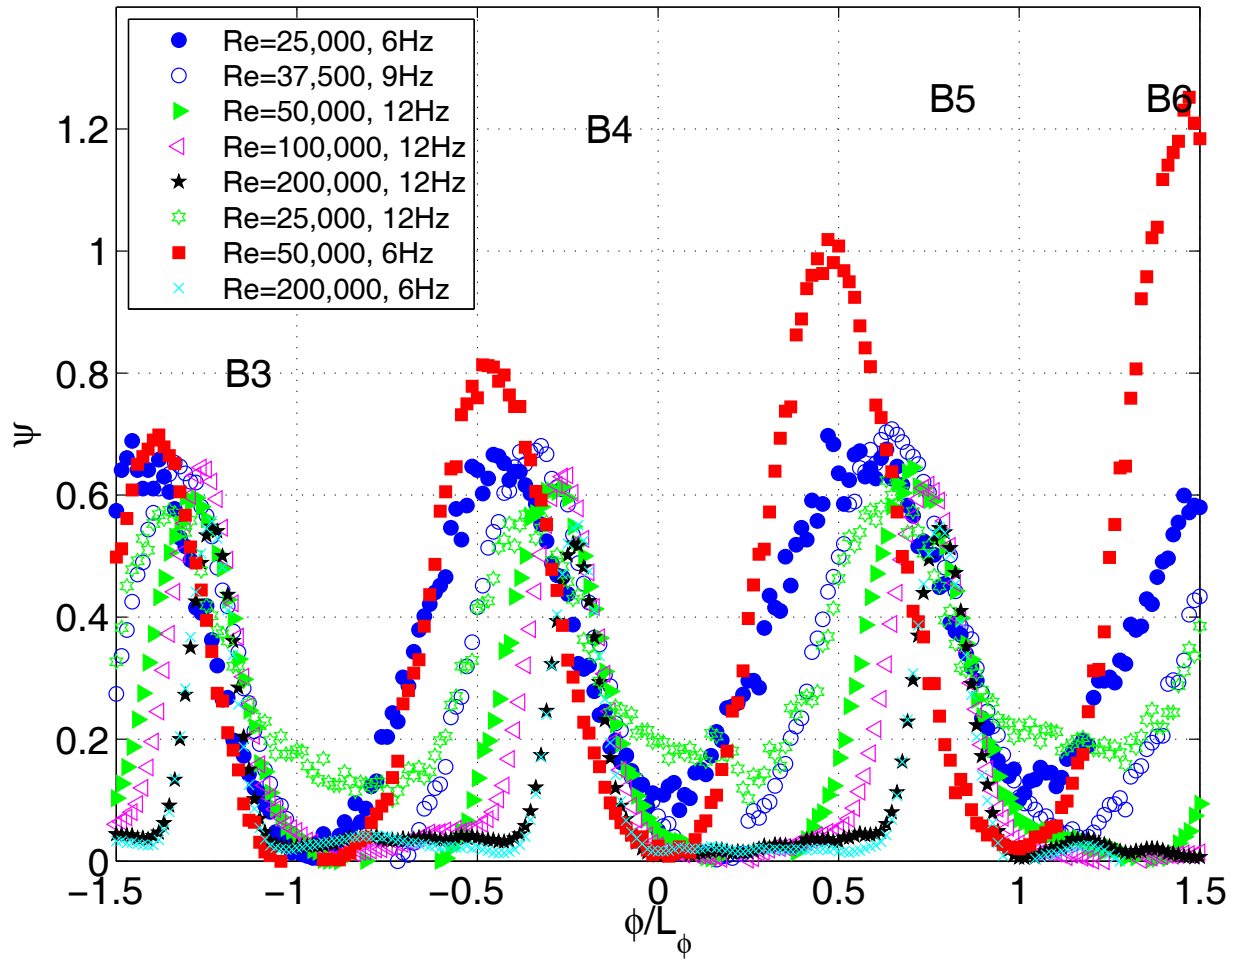 Re=25,000, 6Hz
Re=37,500, 9Hz
Re=50,000, 12Hz
Re=100,000, 12Hz
Re=200,000, 12Hz
Re=25,000, 12Hz
Re=50,000, 6Hz
Re=200,000, 6Hz
B3
B4
B5
B6
1.2
1
0.8
0.6
0.4
0.2
0
ψ
−1.5 −1 −0.5 0 0.5 1 1.5
ϕ/L_ϕ